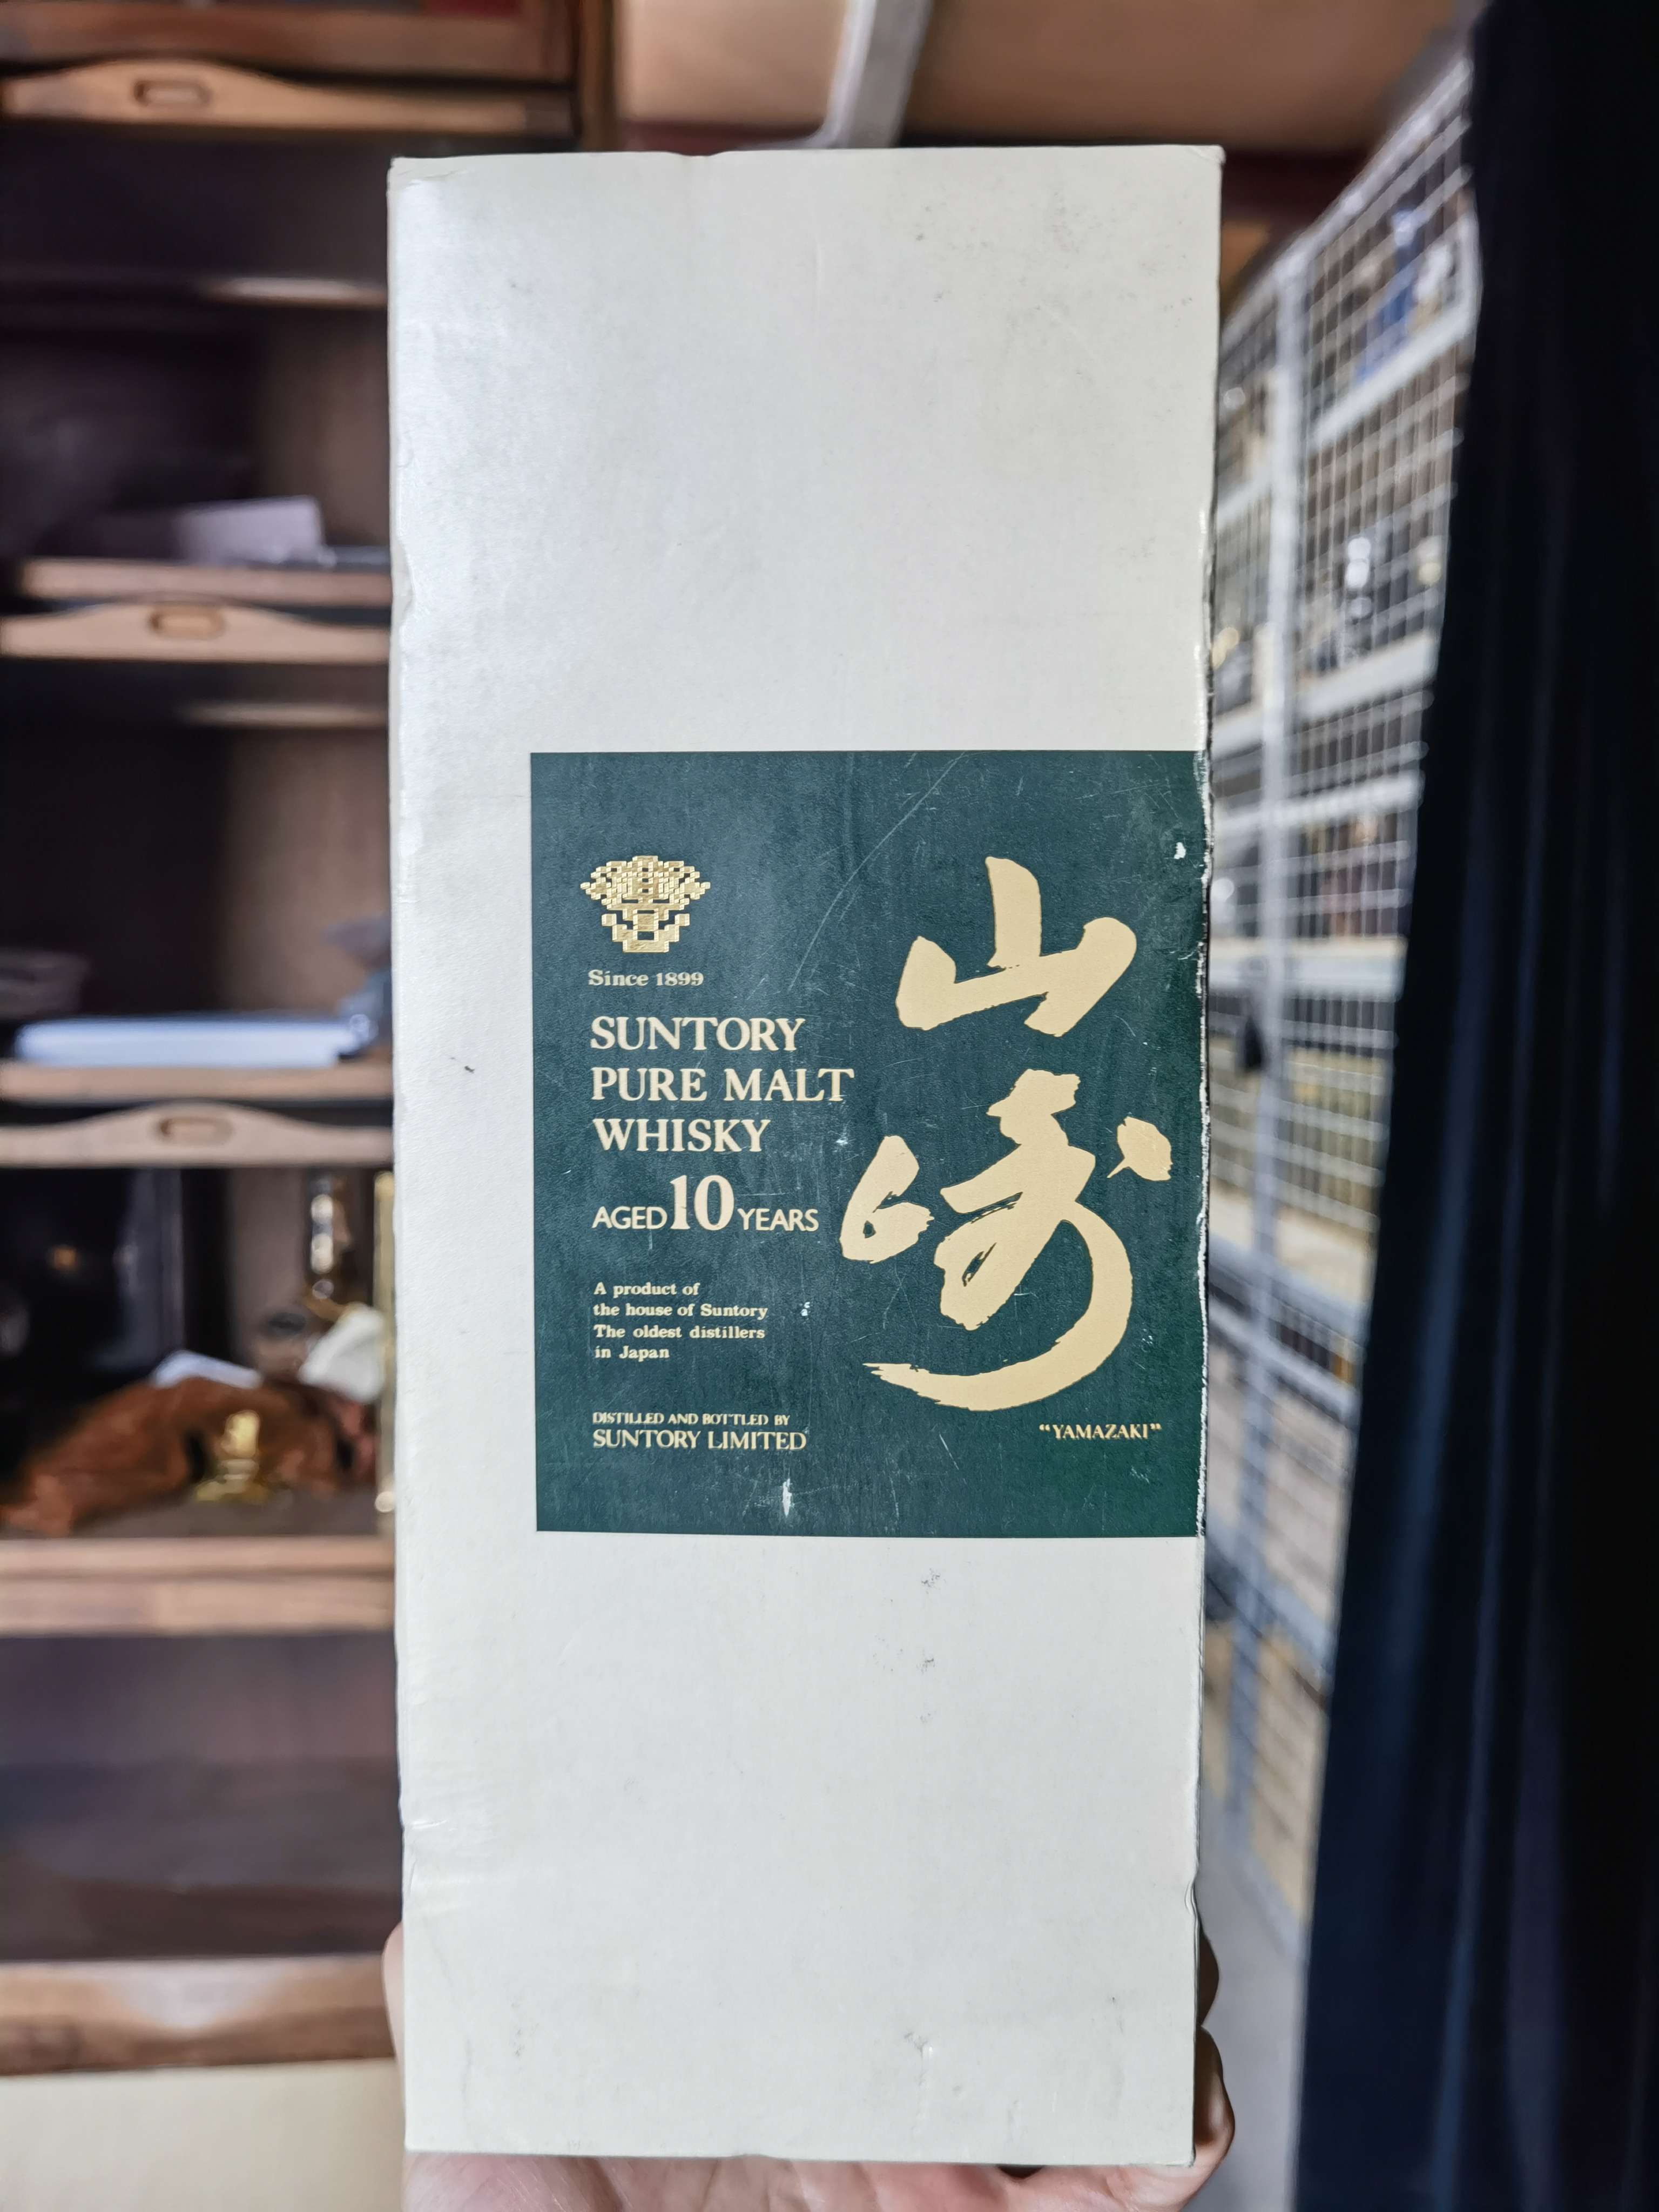 Since 1899
SUNTORY
PURE MALT
WHISKY
AGED 10 YEARS
A product of
the house of Suntory
The oldest distillers
in Japan
DISTILLED AND BOTTLED BY
SUNTORY LIMITED
山崎
“YAMAZAKI”